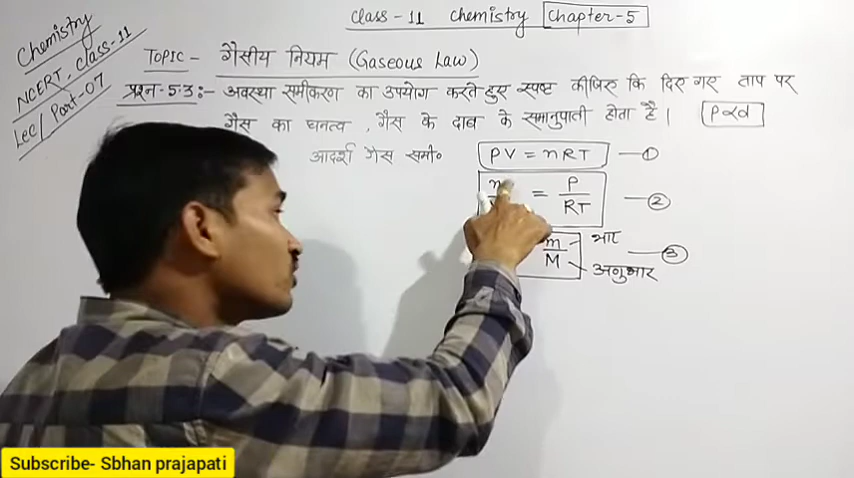 Class-11 Chemistry Chapter-5
Chemistry
NCERT, class-11
Lec/Part-07
TOPIC- गैसीय नियम (Gaseous Law)
प्रश्न-5.3:- अवस्था समीकरण का उपयोग करते हुए स्पष्ट कीजिए कि दिए गए ताप पर
गैस का घनत्व, गैस के दाब के समानुपाती होता है। P∝d
आदर्श गैस समी० PV = nRT —①
n = P/RT —②
m/M भार —③
अनुभार
Subscribe- Sbhan prajapati